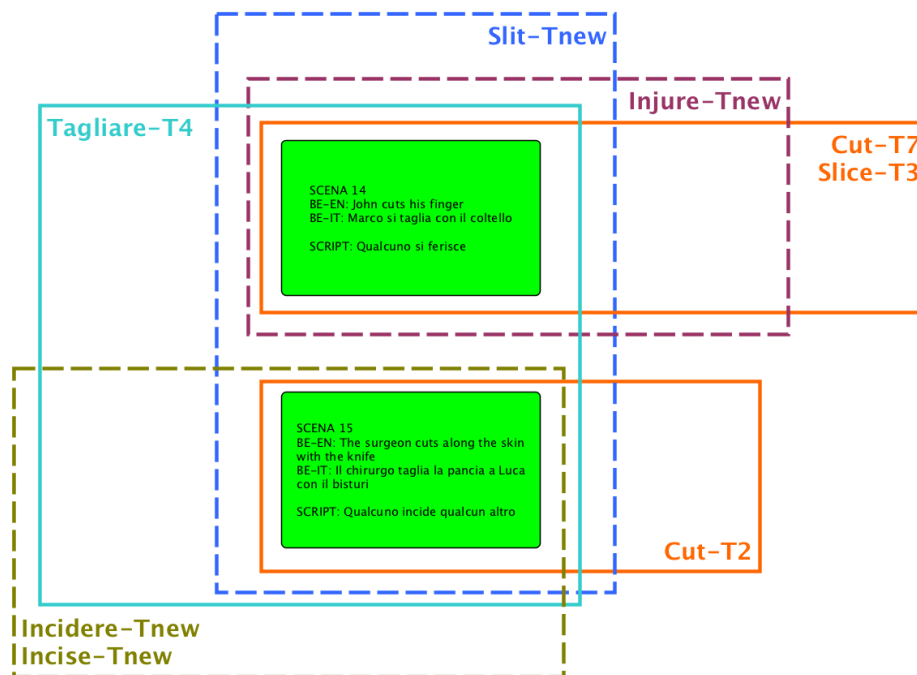 Slit-Tnew
Injure-Tnew
Tagliare-T4
Cut-T7
Slice-T3
SCENA 14
BE-EN: John cuts his finger
BE-IT: Marco si taglia con il coltello
SCRIPT: Qualcuno si ferisce
SCENA 15
BE-EN: The surgeon cuts along the skin
with the knife
BE-IT: Il chirurgo taglia la pancia a Luca
con il bisturi
SCRIPT: Qualcuno incide qualcun altro
Cut-T2
Incidere-Tnew
Incise-Tnew